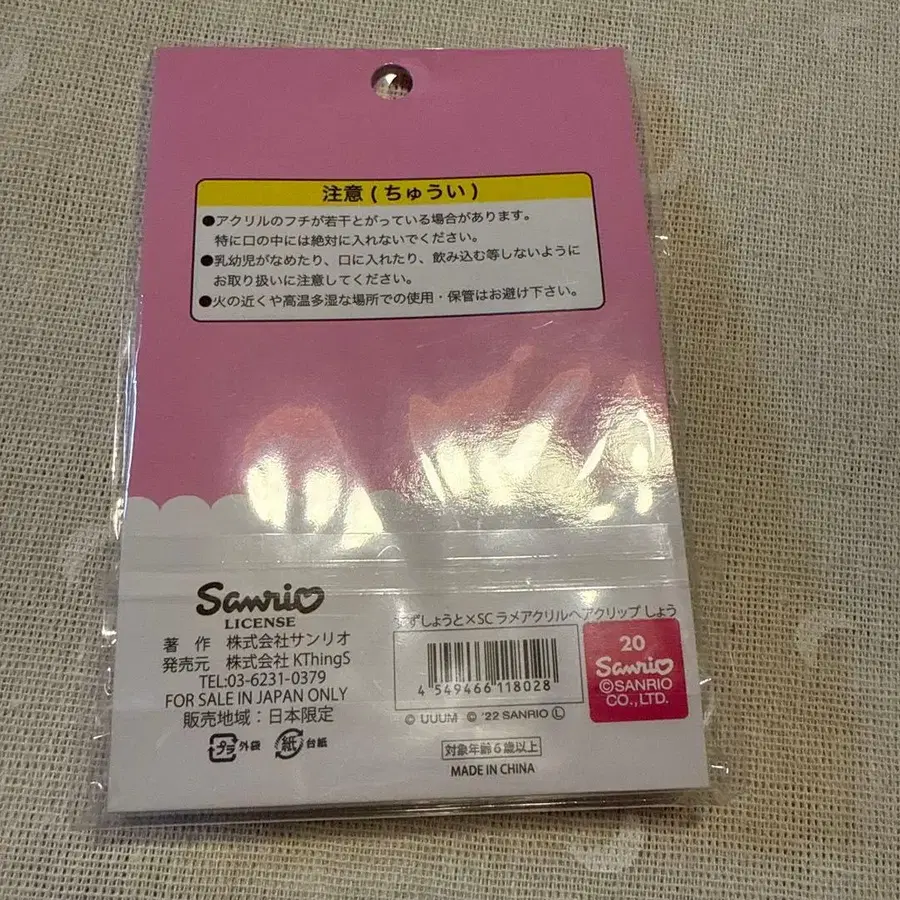 注意(ちゅうい)
●アクリルのフチが若干とがっている場合があります。
特に口の中には絶対に入れないでください。
●乳幼児がなめたり、口に入れたり、飲み込む等しないように
お取り扱いに注意してください。
●火の近くや高温多湿な場所での使用・保管はお避け下さい。
Sanrio
LICENSE
著 作 株式会社サンリオ
発売元 株式会社 KThingS
TEL:03-6231-0379
FOR SALE IN JAPAN ONLY
販売地域:日本限定
プラ 外袋 紙 台紙
ずしょうと×SC ラメアクリルヘアクリップ しょう
4 549466 118028
© UUUM © '22 SANRIO Ⓛ
対象年齢6歳以上
MADE IN CHINA
20
Sanrio
©SANRIO
CO.,LTD.